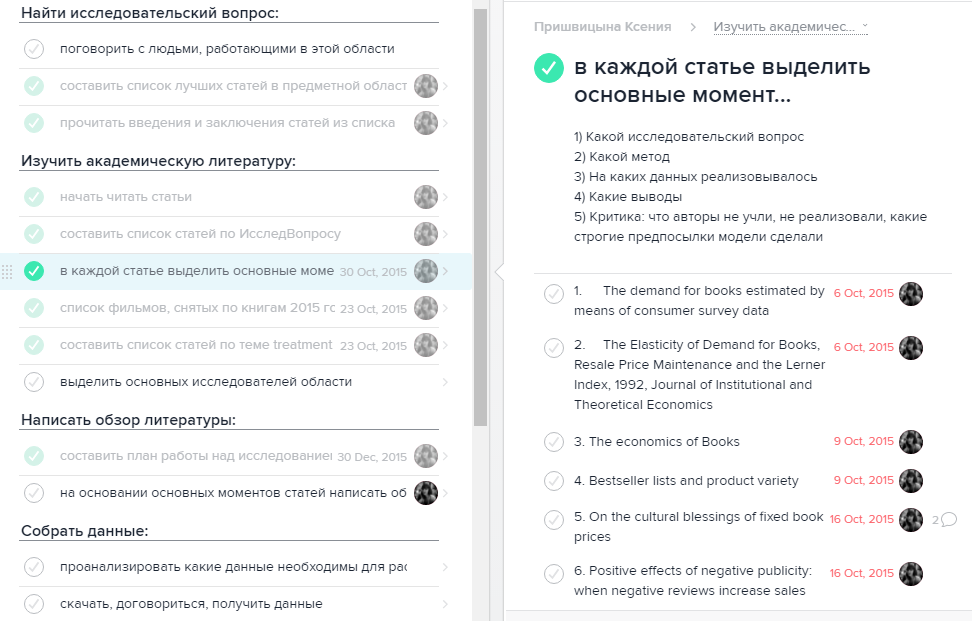 Найти исследовательский вопрос:
поговорить с людьми, работающими в этой области
составить список лучших статей в предметной област
прочитать введения и заключения статей из списка
Изучить академическую литературу:
начать читать статьи
составить список статей по ИсследВопросу
в каждой статье выделить основные моме 30 Oct, 2015
список фильмов, снятых по книгам 2015 го 23 Oct, 2015
составить список статей по теме treatment 23 Oct, 2015
выделить основных исследователей области
Написать обзор литературы:
составить план работы над исследованием 30 Dec, 2015
на основании основных моментов статей написать об
Собрать данные:
проанализировать какие данные необходимы для рас
скачать, договориться, получить данные
Пришвицына Ксения > Изучить академичес...
в каждой статье выделить
основные момент...
1) Какой исследовательский вопрос
2) Какой метод
3) На каких данных реализовывалось
4) Какие выводы
5) Критика: что авторы не учли, не реализовали, какие
строгие предпосылки модели сделали
1. The demand for books estimated by 6 Oct, 2015
means of consumer survey data
2. The Elasticity of Demand for Books, 6 Oct, 2015
Resale Price Maintenance and the Lerner
Index, 1992, Journal of Institutional and
Theoretical Economics
3. The economics of Books 9 Oct, 2015
4. Bestseller lists and product variety 9 Oct, 2015
5. On the cultural blessings of fixed book 16 Oct, 2015 2
prices
6. Positive effects of negative publicity: 16 Oct, 2015
when negative reviews increase sales